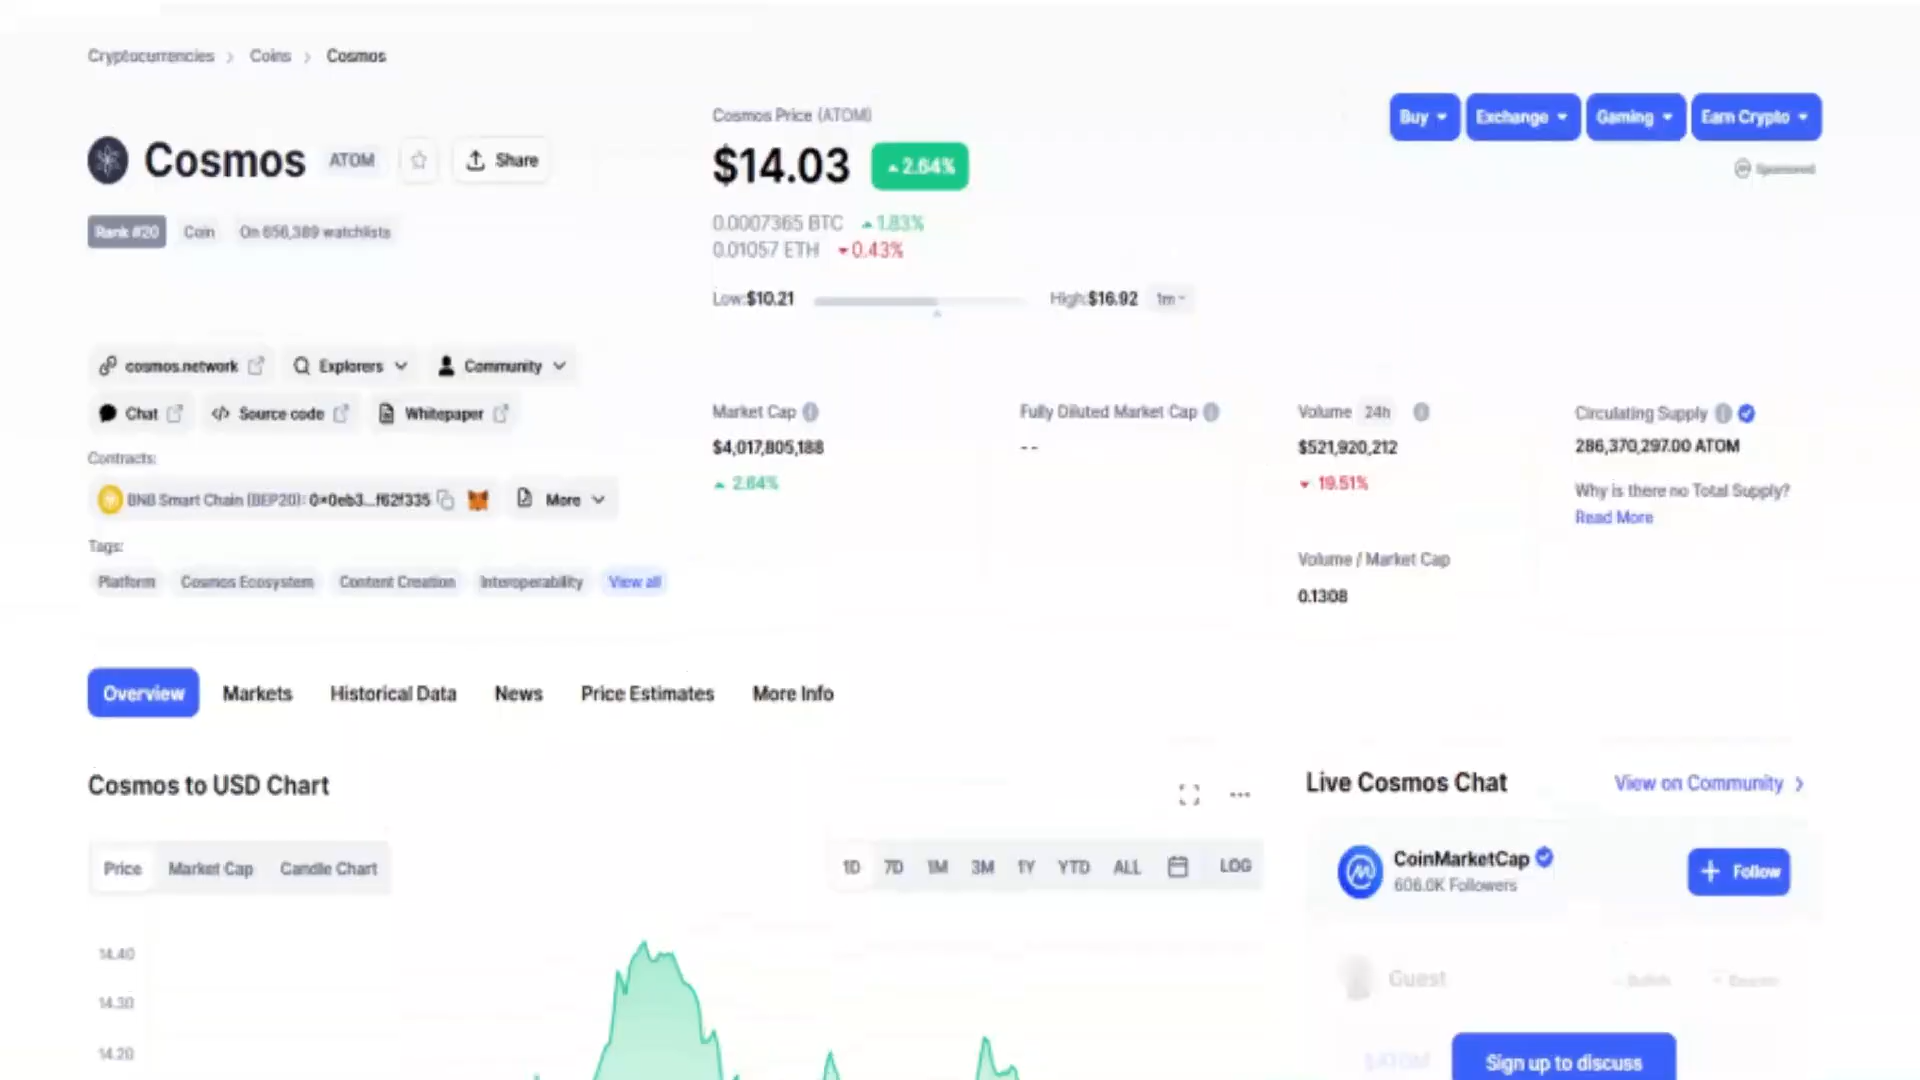 Cryptocurrencies > Coins > Cosmos
Cosmos ATOM Share
Rank #20 Coin On 656,389 watchlists
Cosmos Price (ATOM)
$14.03 2.64%
0.0007365 BTC 1.83%
0.01057 ETH 0.43%
Low:$10.21 High:$16.92 1m
Buy Exchange Gaming Earn Crypto
Sponsored
cosmos.network Explorers Community
Chat Source code Whitepaper
Contracts:
BNB Smart Chain (BEP20): 0x0eb3...f62f335 More
Tags:
Platform Cosmos Ecosystem Content Creation Interoperability View all
Market Cap
$4,017,805,188
2.64%
Fully Diluted Market Cap
--
Volume 24h
$521,920,212
19.51%
Volume / Market Cap
0.1308
Circulating Supply
286,370,297.00 ATOM
Why is there no Total Supply?
Read More
Overview Markets Historical Data News Price Estimates More Info
Cosmos to USD Chart
Price Market Cap Candle Chart
1D 7D 1M 3M 1Y YTD ALL LOG
14.40
14.30
14.20
Live Cosmos Chat View on Community >
CoinMarketCap
606.0K Followers
+ Follow
Guest
$ATOM
Sign up to discuss